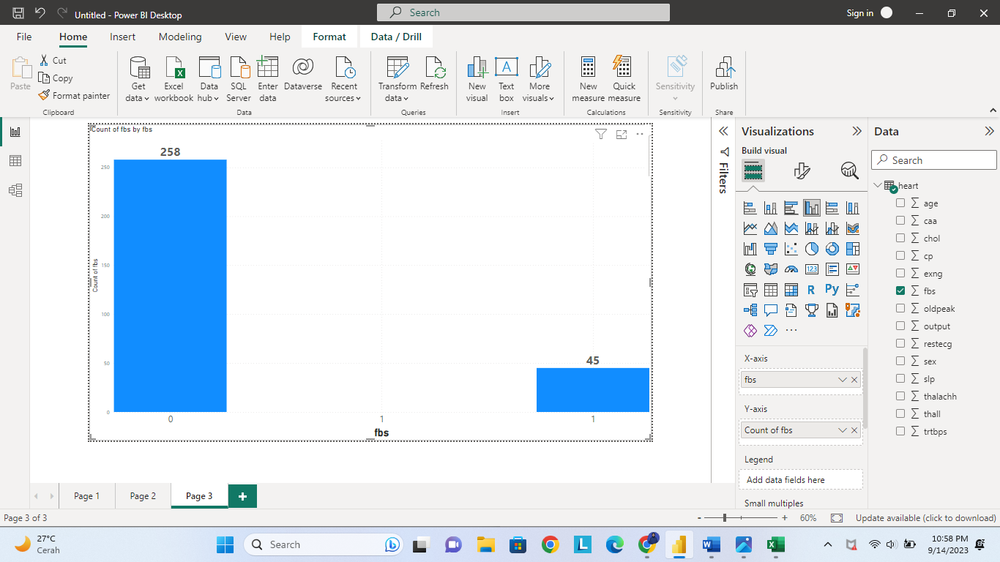 Untitled - Power BI Desktop
Search
Sign in
File Home Insert Modeling View Help Format Data / Drill
Paste
Cut
Copy
Format painter
Clipboard
Get data
Excel workbook
Data hub
SQL Server
Enter data
Dataverse
Recent sources
Data
Transform data
Refresh
Queries
New visual
Text box
More visuals
Insert
New measure
Quick measure
Calculations
Sensitivity
Sensitivity
Publish
Share
Count of fbs by fbs
258
45
250
200
150
100
50
0
Count of fbs
0 1 1
fbs
Filters
Visualizations
Build visual
123
R
Py
X-axis
fbs
Y-axis
Count of fbs
Legend
Add data fields here
Small multiples
Data
Search
heart
age
caa
chol
cp
exng
fbs
oldpeak
output
restecg
sex
slp
thalachh
thall
trtbps
Page 1 Page 2 Page 3
Page 3 of 3
- + 60%
Update available (click to download)
27°C
Cerah
Search
10:58 PM
9/14/2023